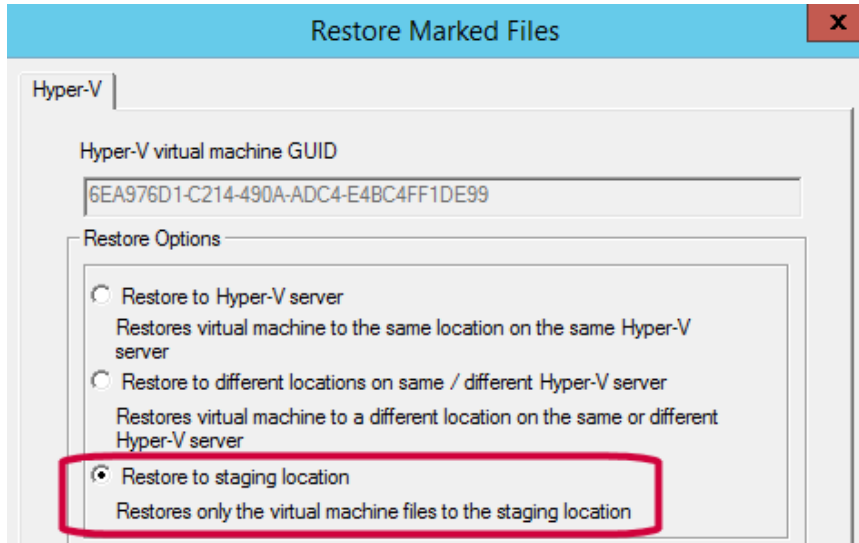 Restore Marked Files
x
Hyper-V
Hyper-V virtual machine GUID
6EA976D1-C214-490A-ADC4-E4BC4FF1DE99
Restore Options
Restore to Hyper-V server
Restores virtual machine to the same location on the same Hyper-V
server
Restore to different locations on same / different Hyper-V server
Restores virtual machine to a different location on the same or different
Hyper-V server
Restore to staging location
Restores only the virtual machine files to the staging location